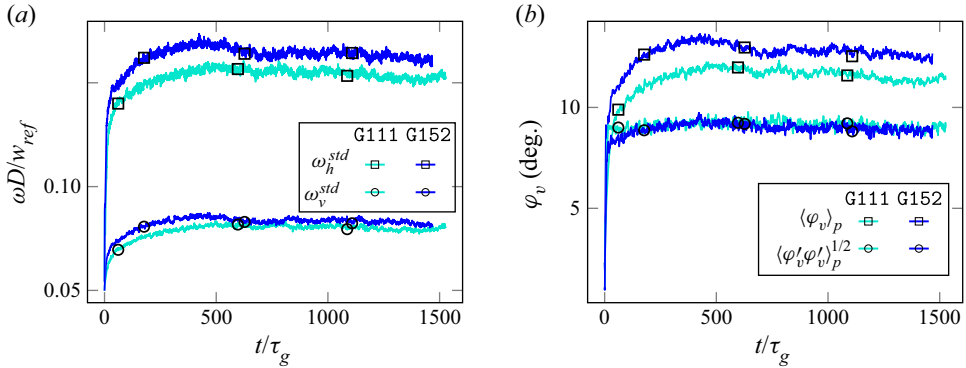 (a)
(b)
ωD/w_ref
0.10
0.05
G111 G152
ω_h^std
ω_v^std
0 500 1000 1500
t/τ_g
φ_v (deg.)
10
5
G111 G152
⟨φ_v⟩_p
⟨φ′_vφ′_v⟩_p^1/2
0 500 1000 1500
t/τ_g